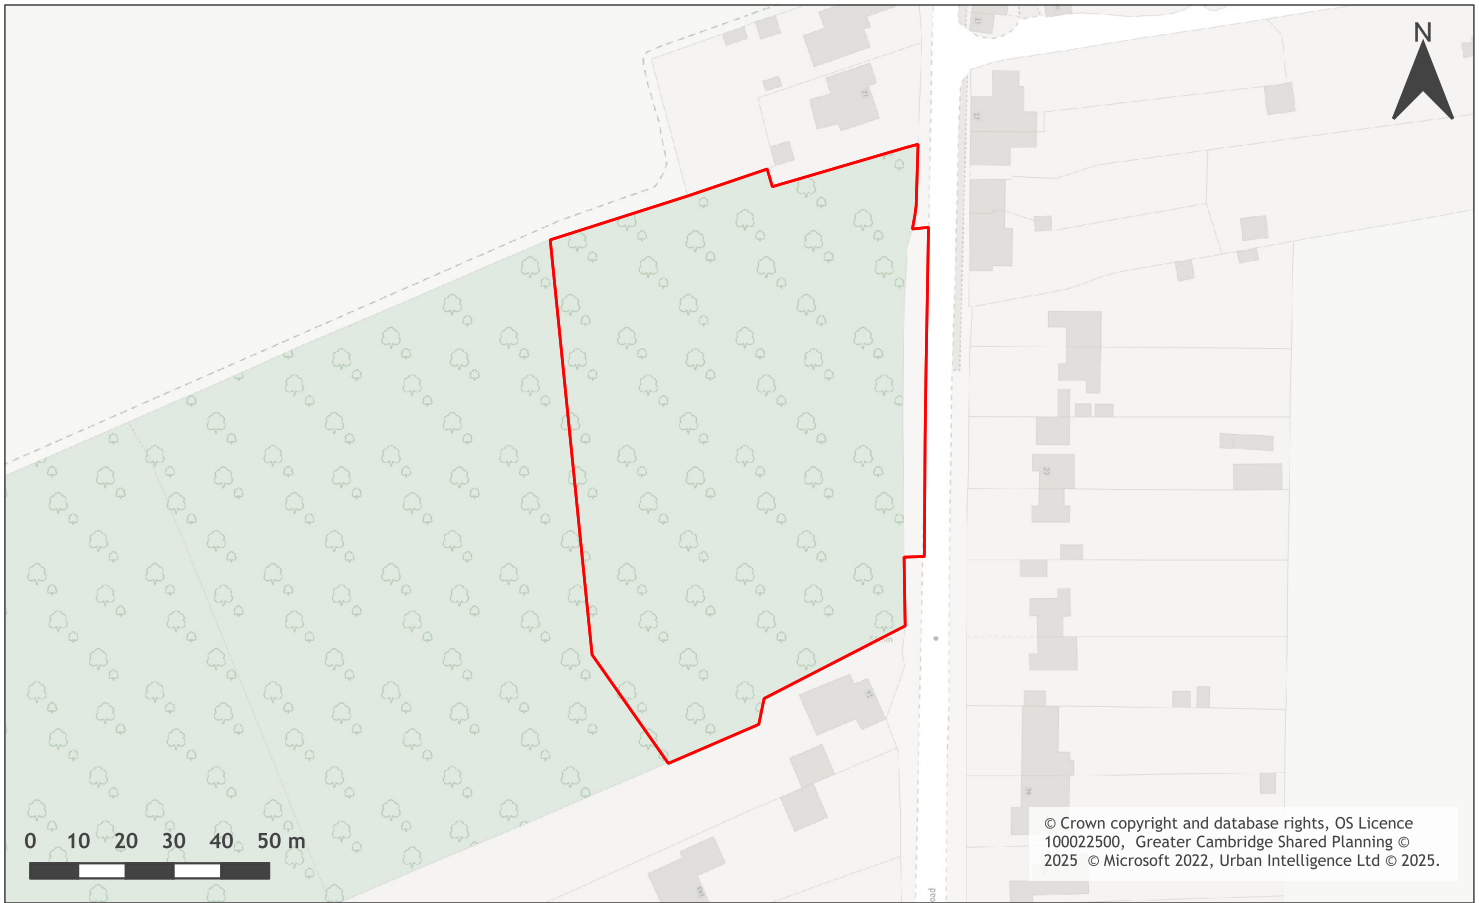 N
0 10 20 30 40 50 m
© Crown copyright and database rights, OS Licence
100022500, Greater Cambridge Shared Planning ©
2025 © Microsoft 2022, Urban Intelligence Ltd © 2025.